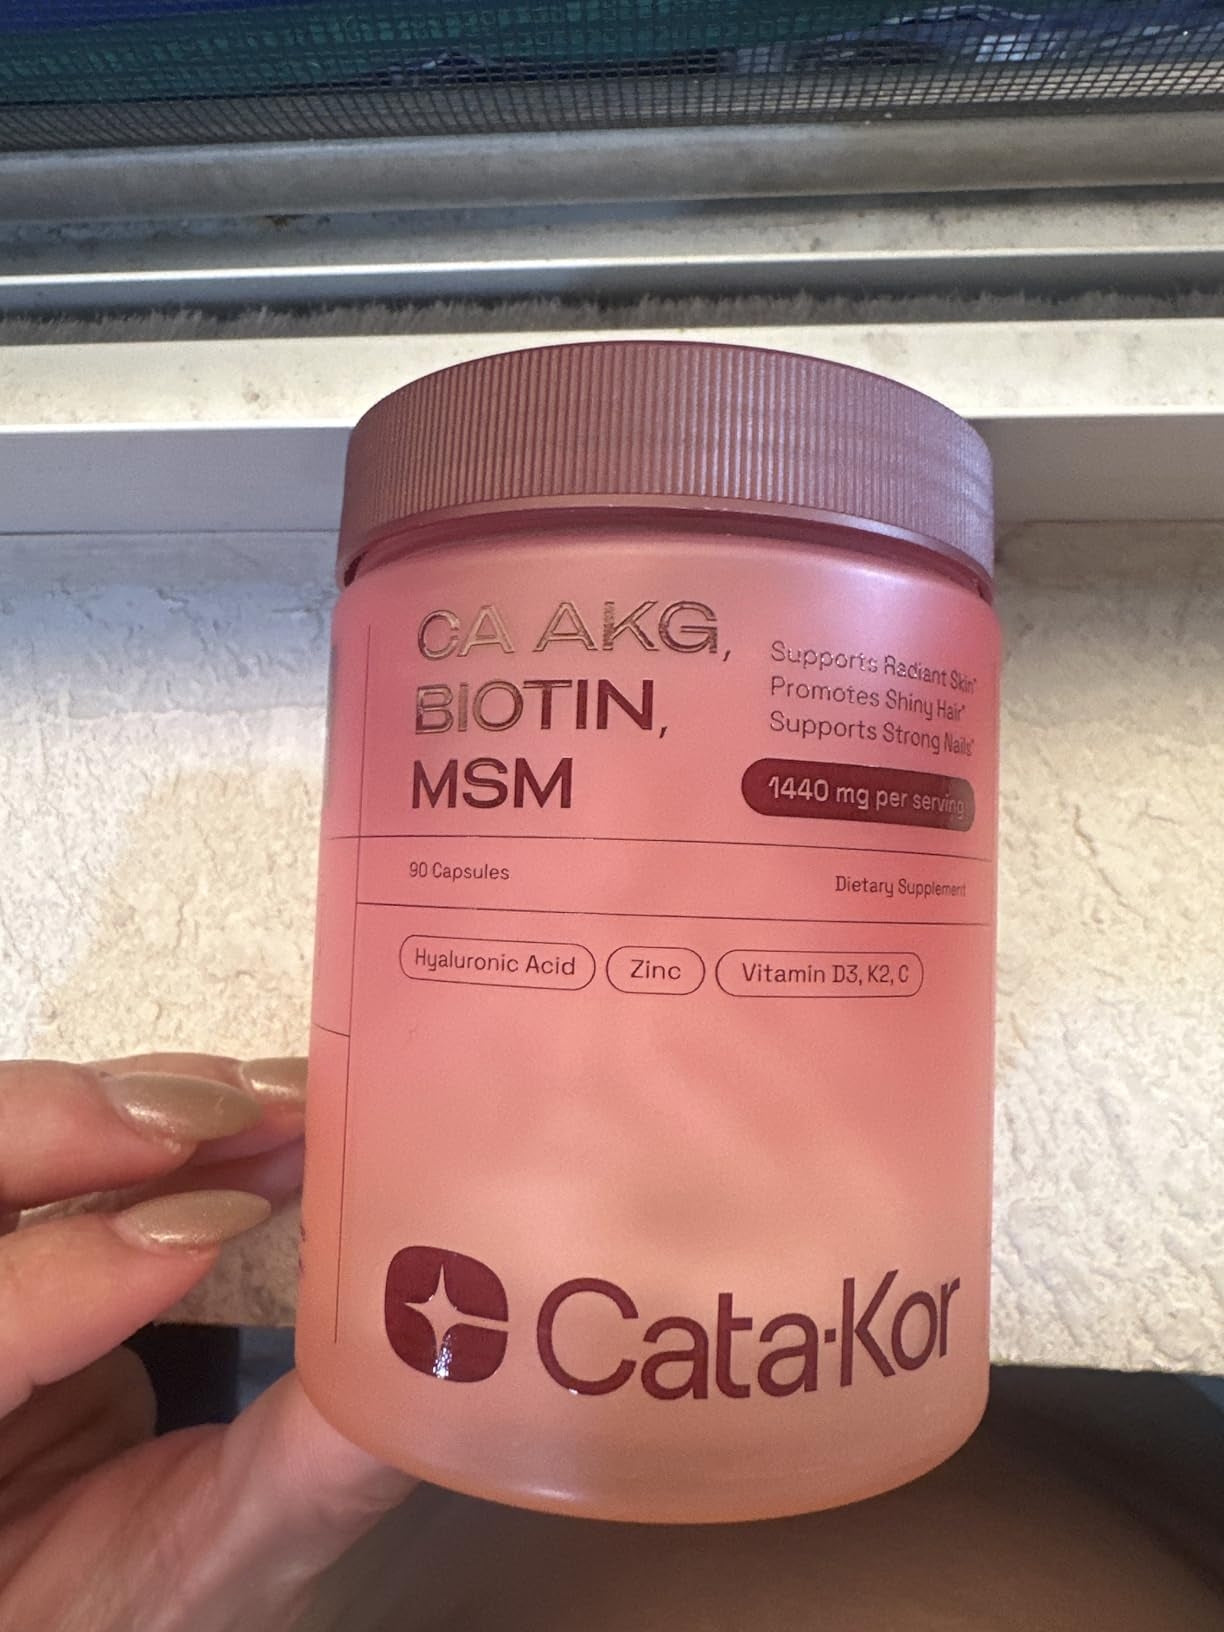 CA AKG,
BIOTIN,
MSM
Supports Radiant Skin*
Promotes Shiny Hair*
Supports Strong Nails*
1440 mg per serving
90 Capsules
Dietary Supplement
Hyaluronic Acid
Zinc
Vitamin D3, K2, C
Cata-Kor